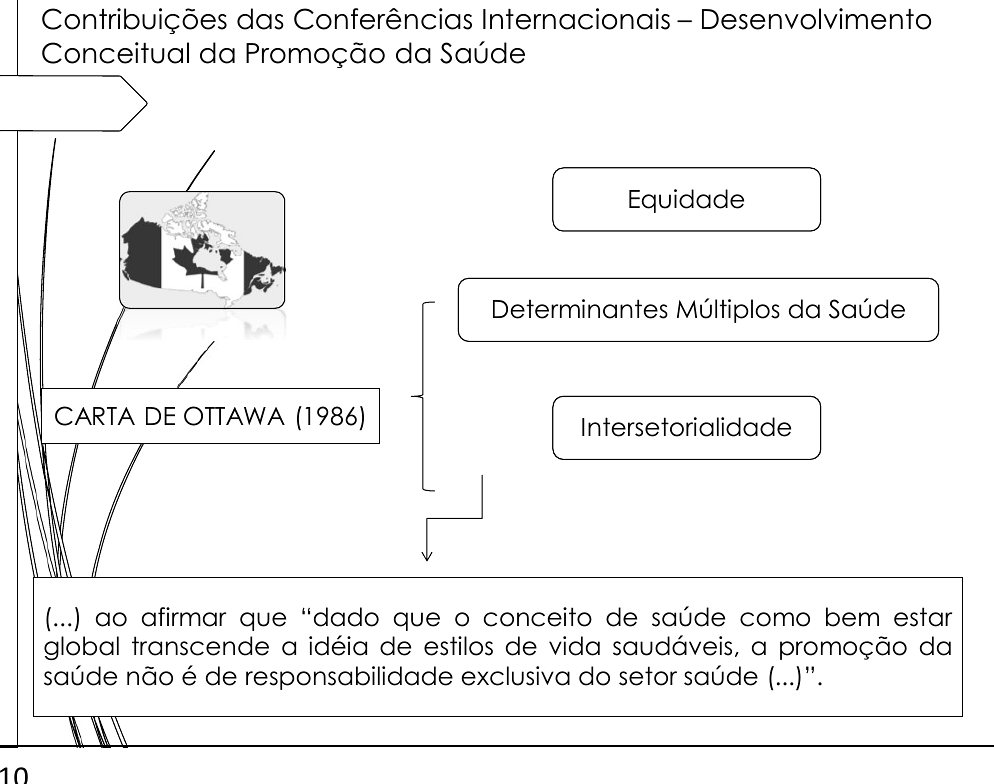 Contribuições das Conferências Internacionais – Desenvolvimento
Conceitual da Promoção da Saúde
Equidade
Determinantes Múltiplos da Saúde
CARTA DE OTTAWA (1986)
Intersetorialidade
(...) ao afirmar que “dado que o conceito de saúde como bem estar
global transcende a idéia de estilos de vida saudáveis, a promoção da
saúde não é de responsabilidade exclusiva do setor saúde (...)”.
10